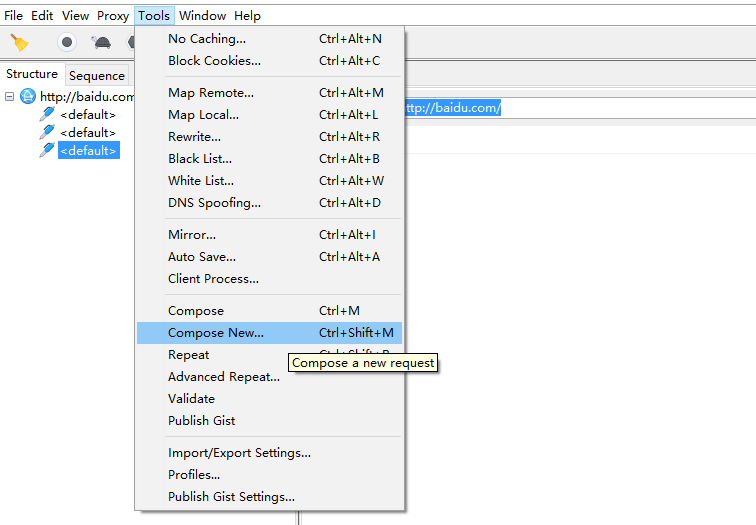 File Edit View Proxy Tools Window Help
Structure Sequence
http://baidu.com
<default>
<default>
<default>
ttp://baidu.com/
No Caching... Ctrl+Alt+N
Block Cookies... Ctrl+Alt+C
Map Remote... Ctrl+Alt+M
Map Local... Ctrl+Alt+L
Rewrite... Ctrl+Alt+R
Black List... Ctrl+Alt+B
White List... Ctrl+Alt+W
DNS Spoofing... Ctrl+Alt+D
Mirror... Ctrl+Alt+I
Auto Save... Ctrl+Alt+A
Client Process...
Compose Ctrl+M
Compose New... Ctrl+Shift+M
Repeat
Compose a new request
Advanced Repeat...
Validate
Publish Gist
Import/Export Settings...
Profiles...
Publish Gist Settings...